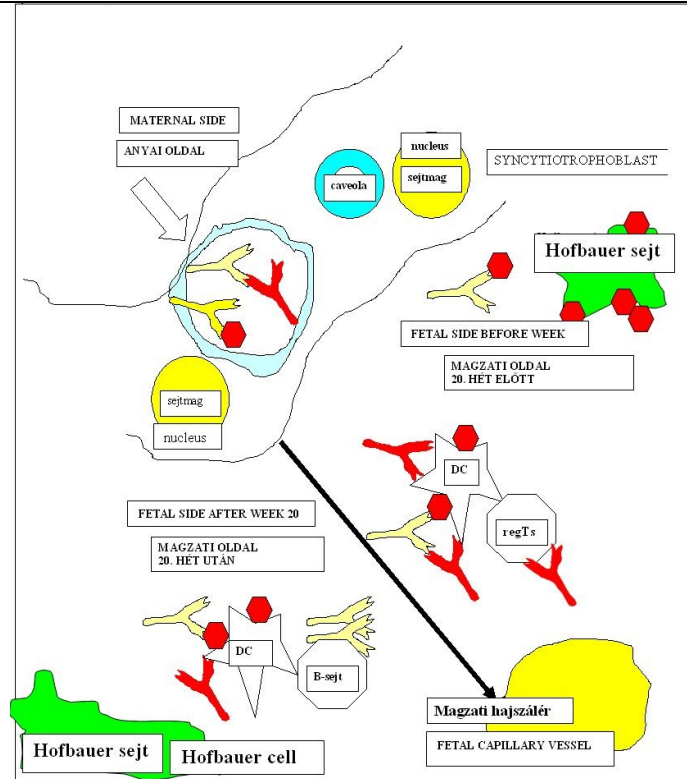 MATERNAL SIDE
ANYAI OLDAL
nucleus
sejtmag
caveola
SYNCYTIOTROPHOBLAST
Hofbauer sejt
FETAL SIDE BEFORE WEEK
MAGZATI OLDAL
20. HÉT ELŐTT
sejtmag
nucleus
DC
regTs
FETAL SIDE AFTER WEEK 20
MAGZATI OLDAL
20. HÉT UTÁN
DC
B-sejt
Magzati hajszálér
FETAL CAPILLARY VESSEL
Hofbauer sejt
Hofbauer cell